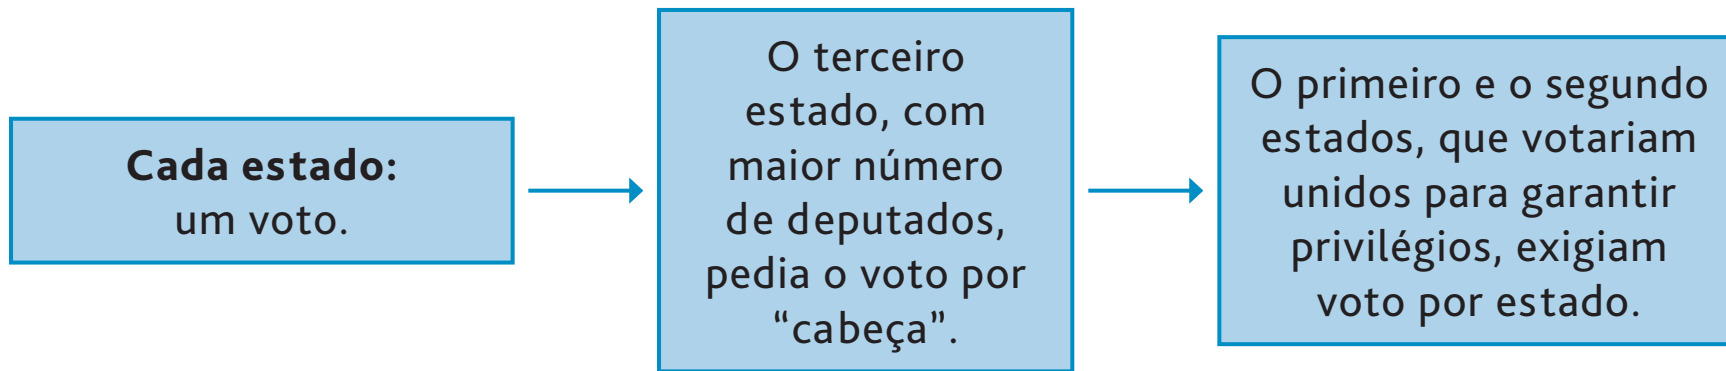 Cada estado:
um voto.
O terceiro
estado, com
maior número
de deputados,
pedia o voto por
“cabeça”.
O primeiro e o segundo
estados, que votariam
unidos para garantir
privilégios, exigiam
voto por estado.